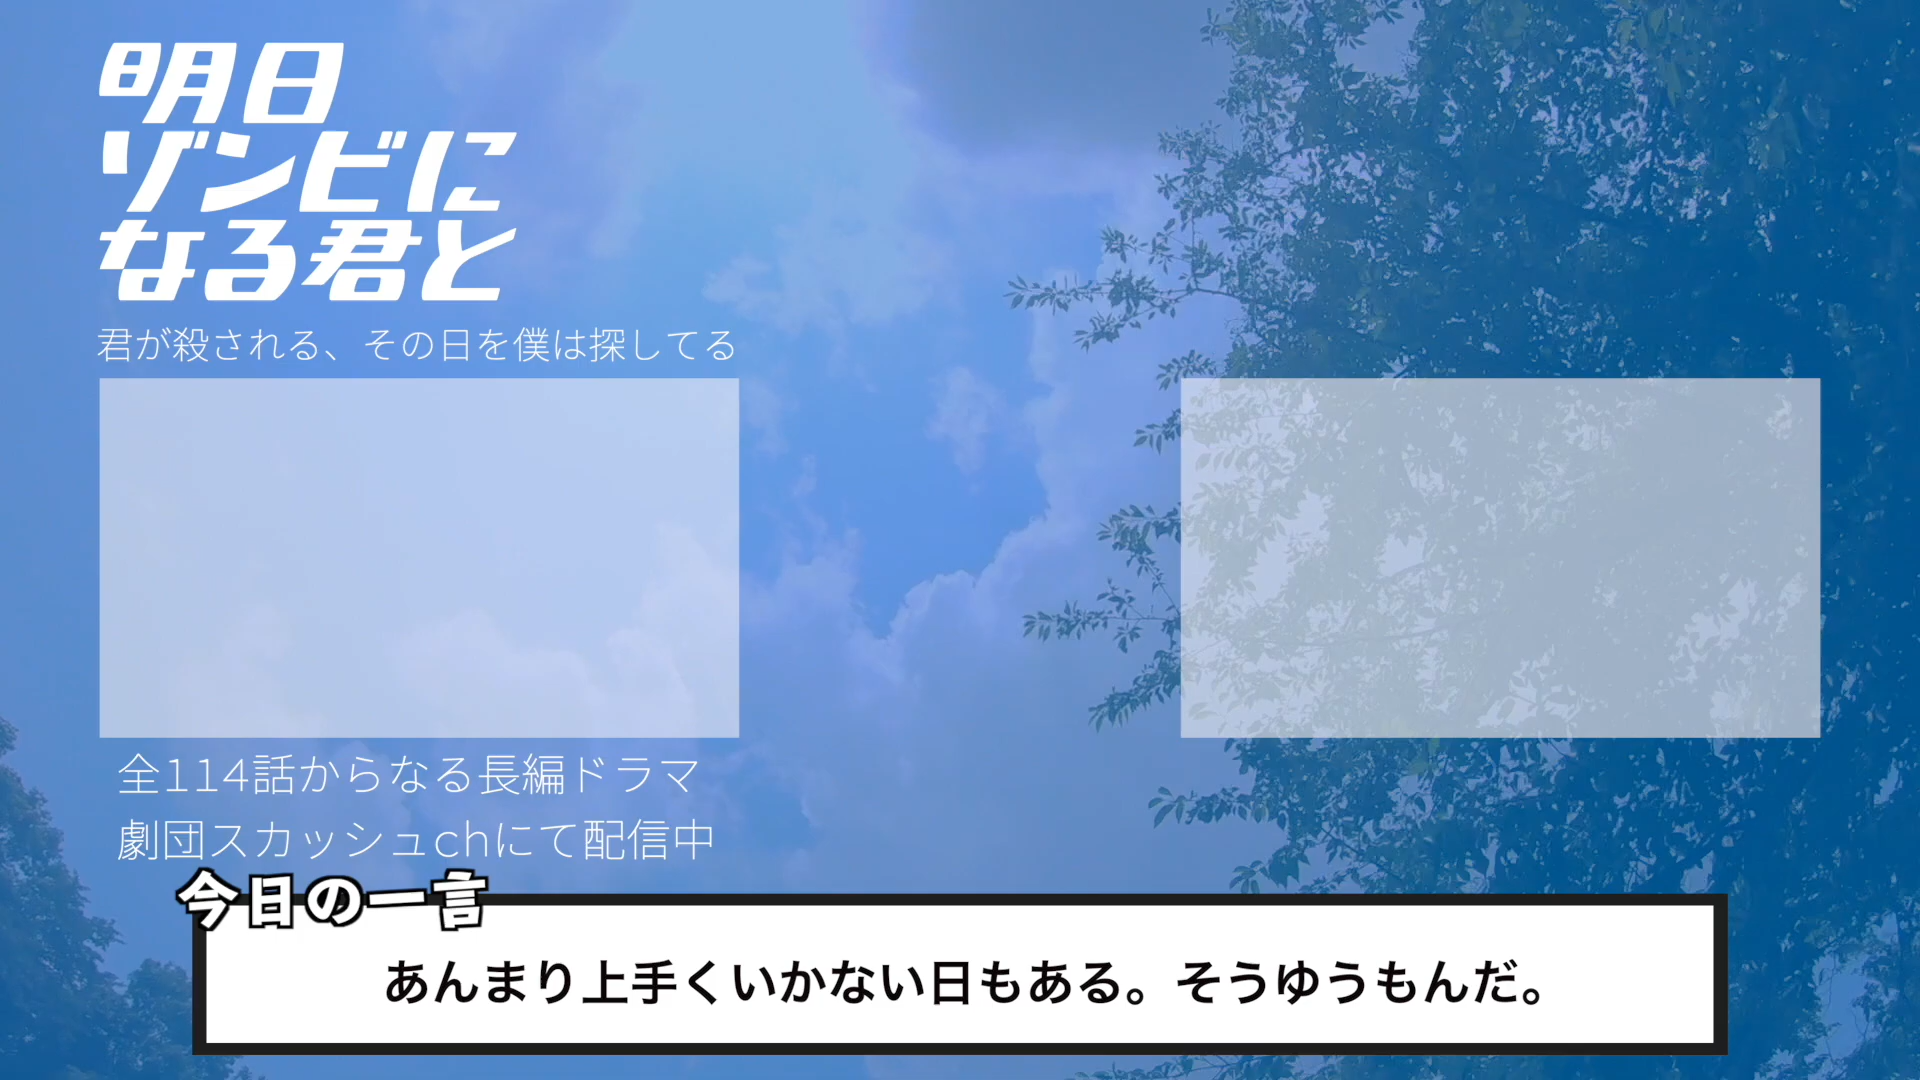 明日
ゾンビに
なる君と
君が殺される、その日を僕は探してる
全114話からなる長編ドラマ
劇団スカッシュchにて配信中
今日の一言
あんまり上手くいかない日もある。そうゆうもんだ。